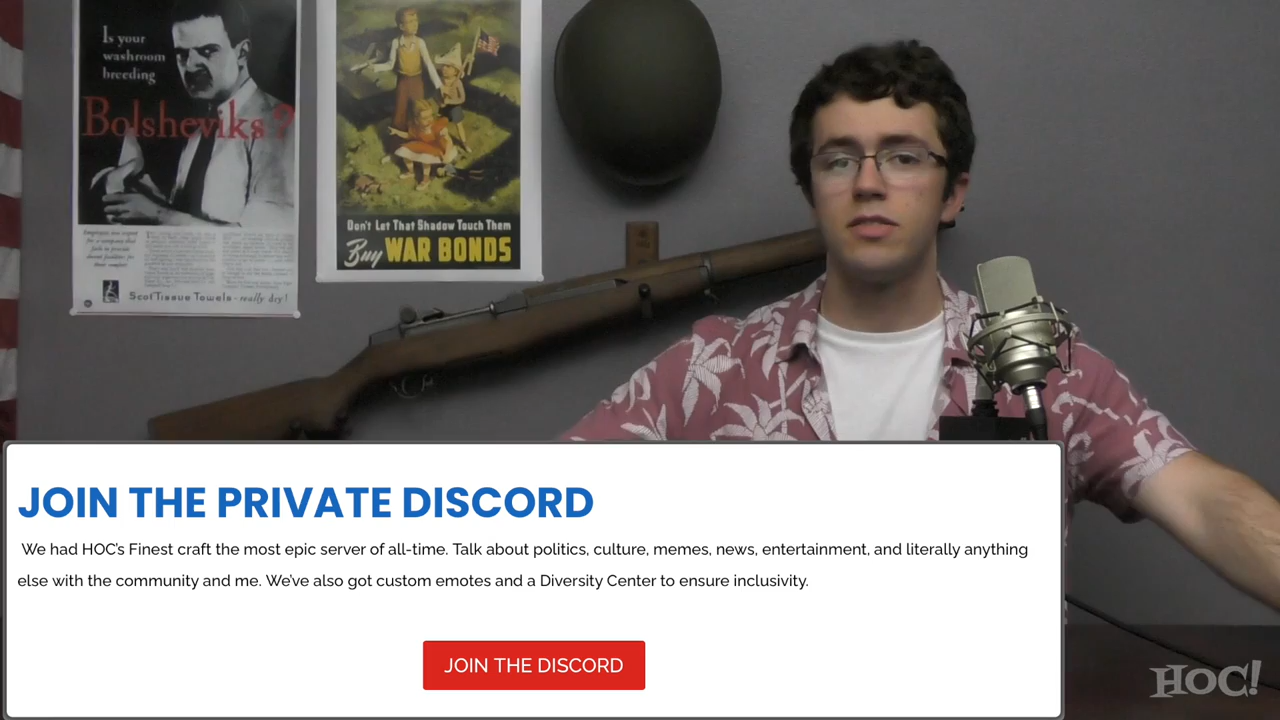 Is your
washroom
breeding
Bolsheviks?
ScotTissue Towels - really dry!
Don't Let That Shadow Touch Them
Buy WAR BONDS
JOIN THE PRIVATE DISCORD
We had HOC's Finest craft the most epic server of all-time. Talk about politics, culture, memes, news, entertainment, and literally anything
else with the community and me. We've also got custom emotes and a Diversity Center to ensure inclusivity.
JOIN THE DISCORD
HOC!